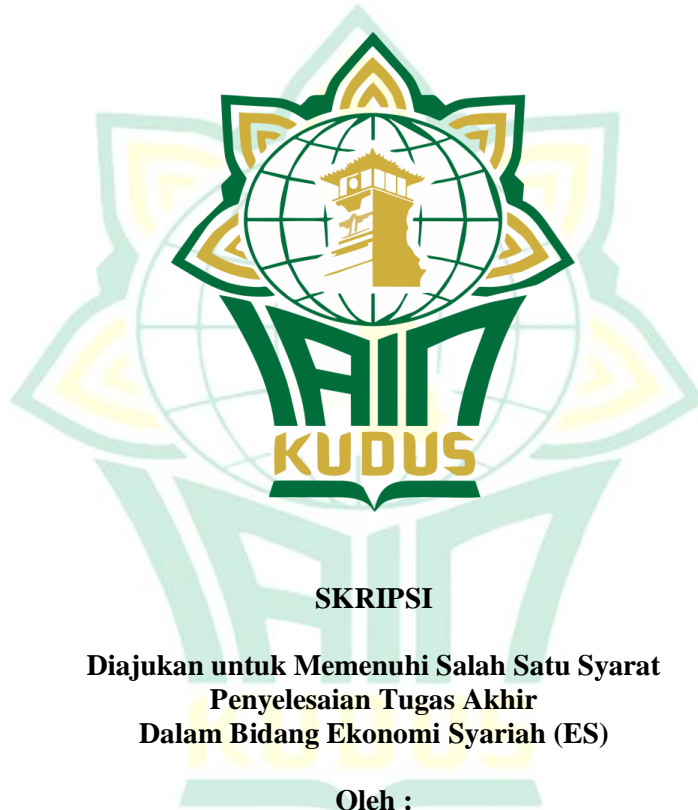 IAIN
KUDUS
SKRIPSI
Diajukan untuk Memenuhi Salah Satu Syarat
Penyelesaian Tugas Akhir
Dalam Bidang Ekonomi Syariah (ES)
Oleh :